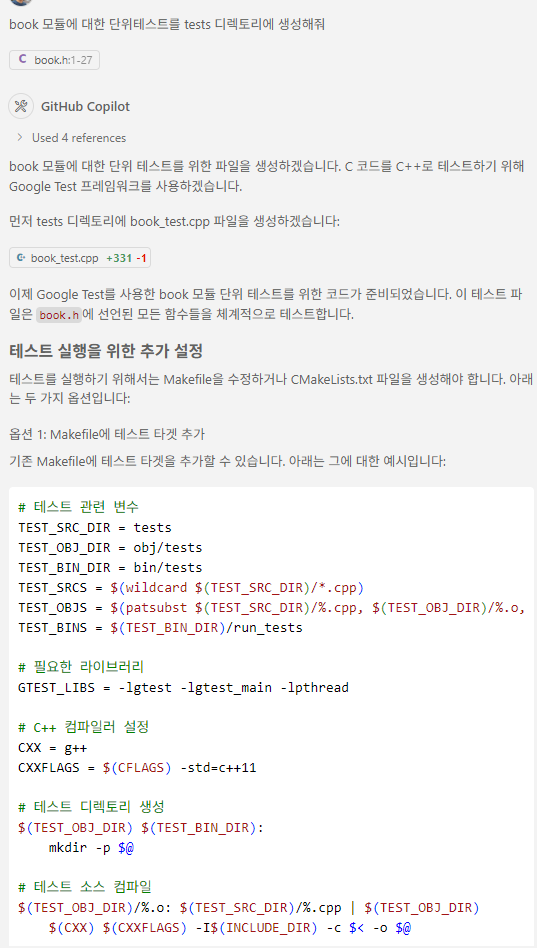 book 모듈에 대한 단위테스트를 tests 디렉토리에 생성해줘
C book.h:1-27
GitHub Copilot
Used 4 references
book 모듈에 대한 단위 테스트를 위한 파일을 생성하겠습니다. C 코드를 C++로 테스트하기 위해
Google Test 프레임워크를 사용하겠습니다.
먼저 tests 디렉토리에 book_test.cpp 파일을 생성하겠습니다:
book_test.cpp +331 -1
이제 Google Test를 사용한 book 모듈 단위 테스트를 위한 코드가 준비되었습니다. 이 테스트 파
일은 book.h에 선언된 모든 함수들을 체계적으로 테스트합니다.
테스트 실행을 위한 추가 설정
테스트를 실행하기 위해서는 Makefile을 수정하거나 CMakeLists.txt 파일을 생성해야 합니다. 아래
는 두 가지 옵션입니다:
옵션 1: Makefile에 테스트 타겟 추가
기존 Makefile에 테스트 타겟을 추가할 수 있습니다. 아래는 그에 대한 예시입니다:
# 테스트 관련 변수
TEST_SRC_DIR = tests
TEST_OBJ_DIR = obj/tests
TEST_BIN_DIR = bin/tests
TEST_SRCS = $(wildcard $(TEST_SRC_DIR)/*.cpp)
TEST_OBJS = $(patsubst $(TEST_SRC_DIR)/%.cpp, $(TEST_OBJ_DIR)/%.o,
TEST_BINS = $(TEST_BIN_DIR)/run_tests
# 필요한 라이브러리
GTEST_LIBS = -lgtest -lgtest_main -lpthread
# C++ 컴파일러 설정
CXX = g++
CXXFLAGS = $(CFLAGS) -std=c++11
# 테스트 디렉토리 생성
$(TEST_OBJ_DIR) $(TEST_BIN_DIR):
    mkdir -p $@
# 테스트 소스 컴파일
$(TEST_OBJ_DIR)/%.o: $(TEST_SRC_DIR)/%.cpp | $(TEST_OBJ_DIR)
    $(CXX) $(CXXFLAGS) -I$(INCLUDE_DIR) -c $< -o $@